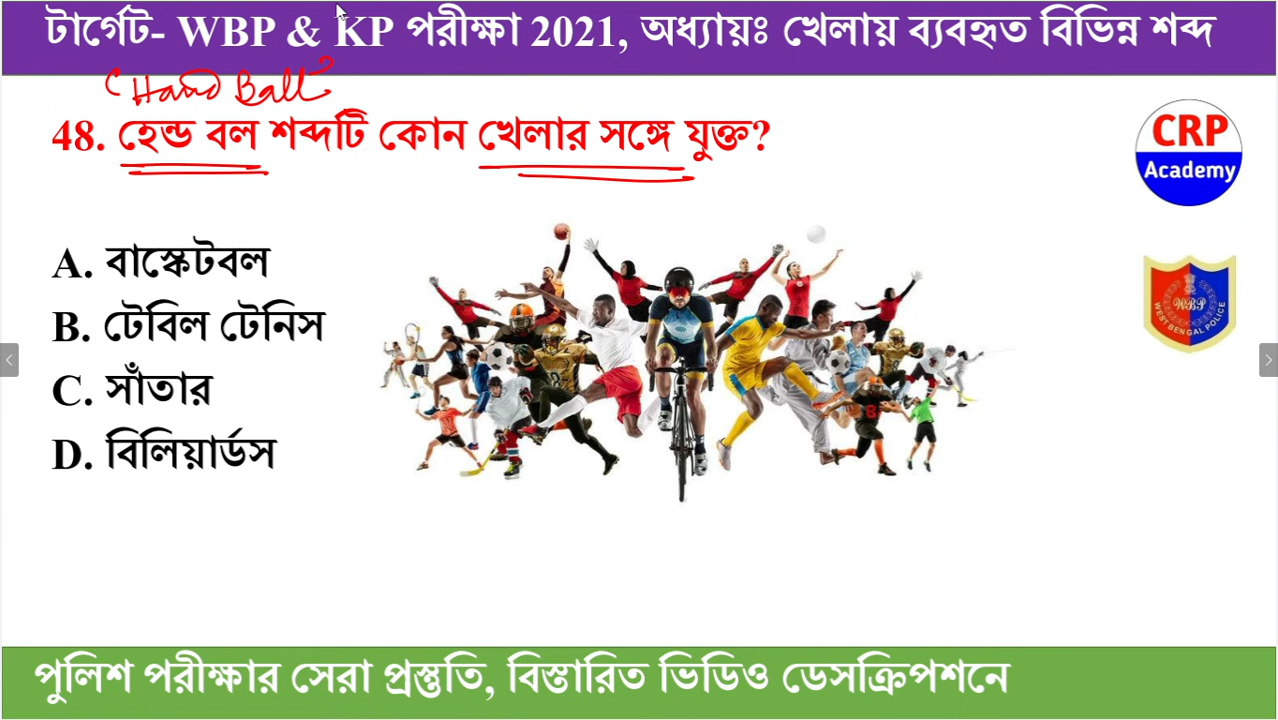 টার্গেট- WBP & KP পরীক্ষা 2021, অধ্যায়ঃ খেলায় ব্যবহৃত বিভিন্ন শব্দ
(Hand Ball)
48. হেন্ড বল শব্দটি কোন খেলার সঙ্গে যুক্ত?
CRP
Academy
A. বাস্কেটবল
B. টেবিল টেনিস
C. সাঁতার
D. বিলিয়ার্ডস
WBP
WEST BENGAL POLICE
পুলিশ পরীক্ষার সেরা প্রস্তুতি, বিস্তারিত ভিডিও ডেসক্রিপশনে